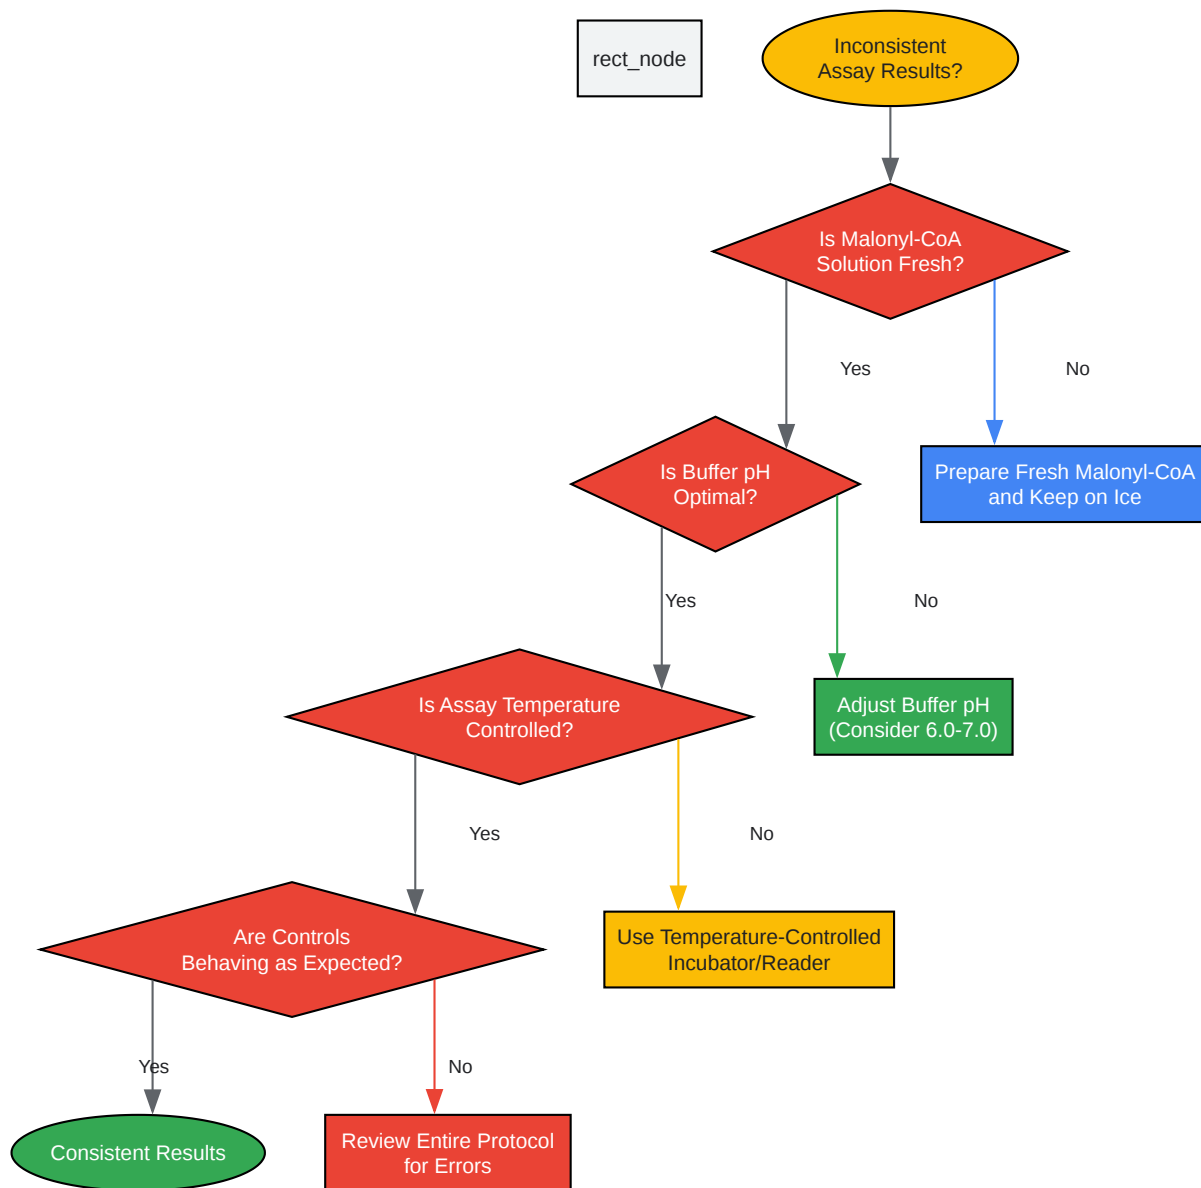 rect_node
Inconsistent
Assay Results?
Is Malonyl-CoA
Solution Fresh?
Yes
No
Is Buffer pH
Optimal?
Prepare Fresh Malonyl-CoA
and Keep on Ice
Yes
No
Is Assay Temperature
Controlled?
Adjust Buffer pH
(Consider 6.0-7.0)
Yes
No
Are Controls
Behaving as Expected?
Use Temperature-Controlled
Incubator/Reader
Yes
No
Consistent Results
Review Entire Protocol
for Errors